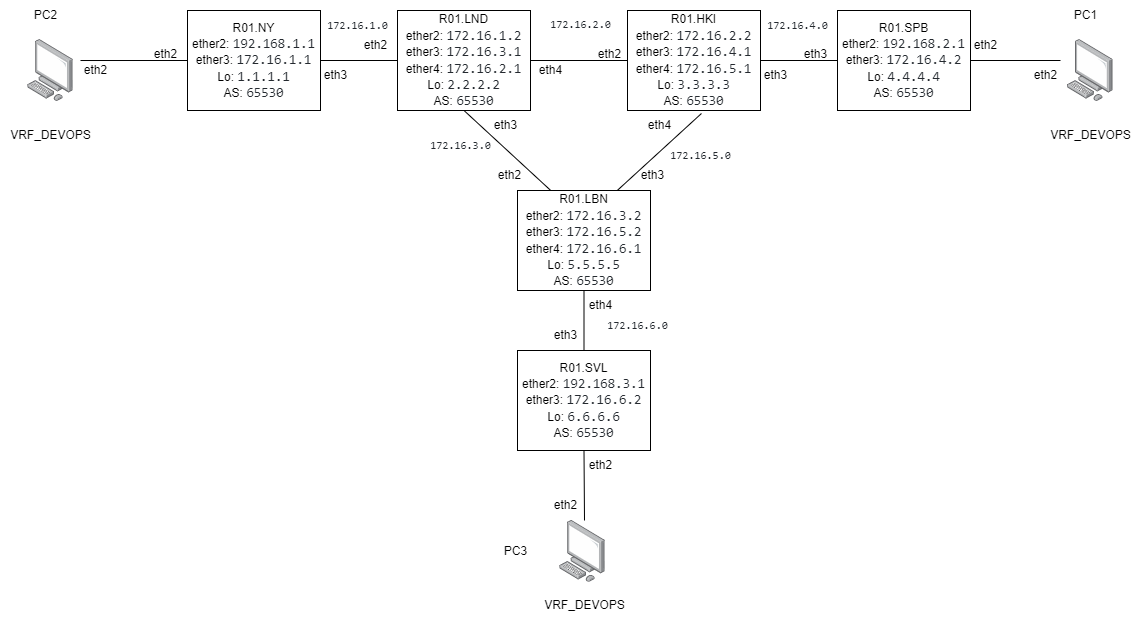 PC2
eth2
VRF_DEVOPS
eth2
R01.NY
ether2: 192.168.1.1
ether3: 172.16.1.1
Lo: 1.1.1.1
AS: 65530
172.16.1.0
eth2
eth3
R01.LND
ether2: 172.16.1.2
ether3: 172.16.3.1
ether4: 172.16.2.1
Lo: 2.2.2.2
AS: 65530
172.16.2.0
eth2
eth4
R01.HKI
ether2: 172.16.2.2
ether3: 172.16.4.1
ether4: 172.16.5.1
Lo: 3.3.3.3
AS: 65530
172.16.4.0
eth3
eth3
R01.SPB
ether2: 192.168.2.1
ether3: 172.16.4.2
Lo: 4.4.4.4
AS: 65530
eth2
PC1
eth2
VRF_DEVOPS
eth3
172.16.3.0
eth2
eth4
172.16.5.0
eth3
R01.LBN
ether2: 172.16.3.2
ether3: 172.16.5.2
ether4: 172.16.6.1
Lo: 5.5.5.5
AS: 65530
eth4
172.16.6.0
eth3
R01.SVL
ether2: 192.168.3.1
ether3: 172.16.6.2
Lo: 6.6.6.6
AS: 65530
eth2
eth2
PC3
VRF_DEVOPS